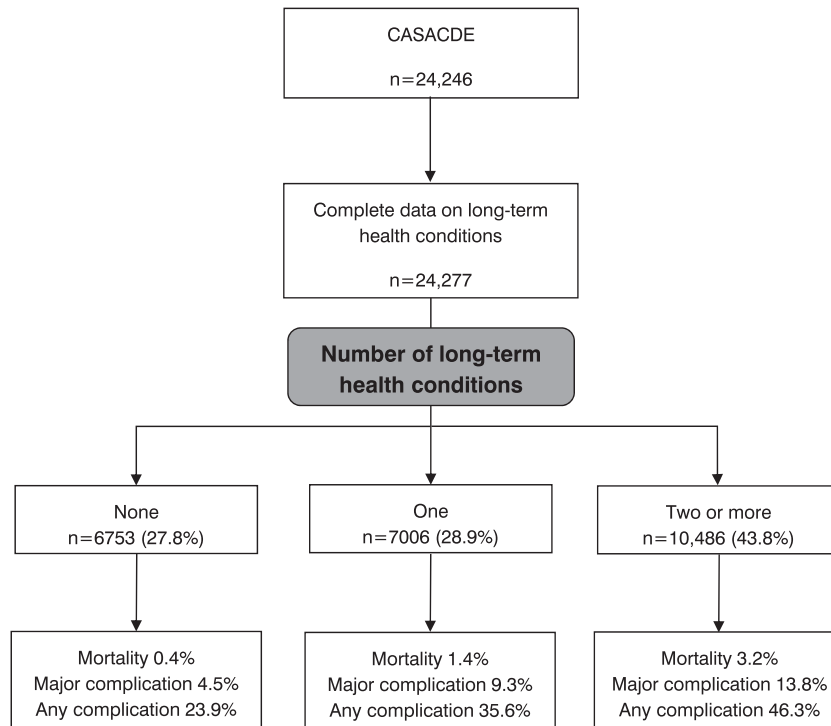 CASACDE
n=24,246
Complete data on long-term
health conditions
n=24,277
Number of long-term
health conditions
None
n=6753 (27.8%)
One
n=7006 (28.9%)
Two or more
n=10,486 (43.8%)
Mortality 0.4%
Major complication 4.5%
Any complication 23.9%
Mortality 1.4%
Major complication 9.3%
Any complication 35.6%
Mortality 3.2%
Major complication 13.8%
Any complication 46.3%